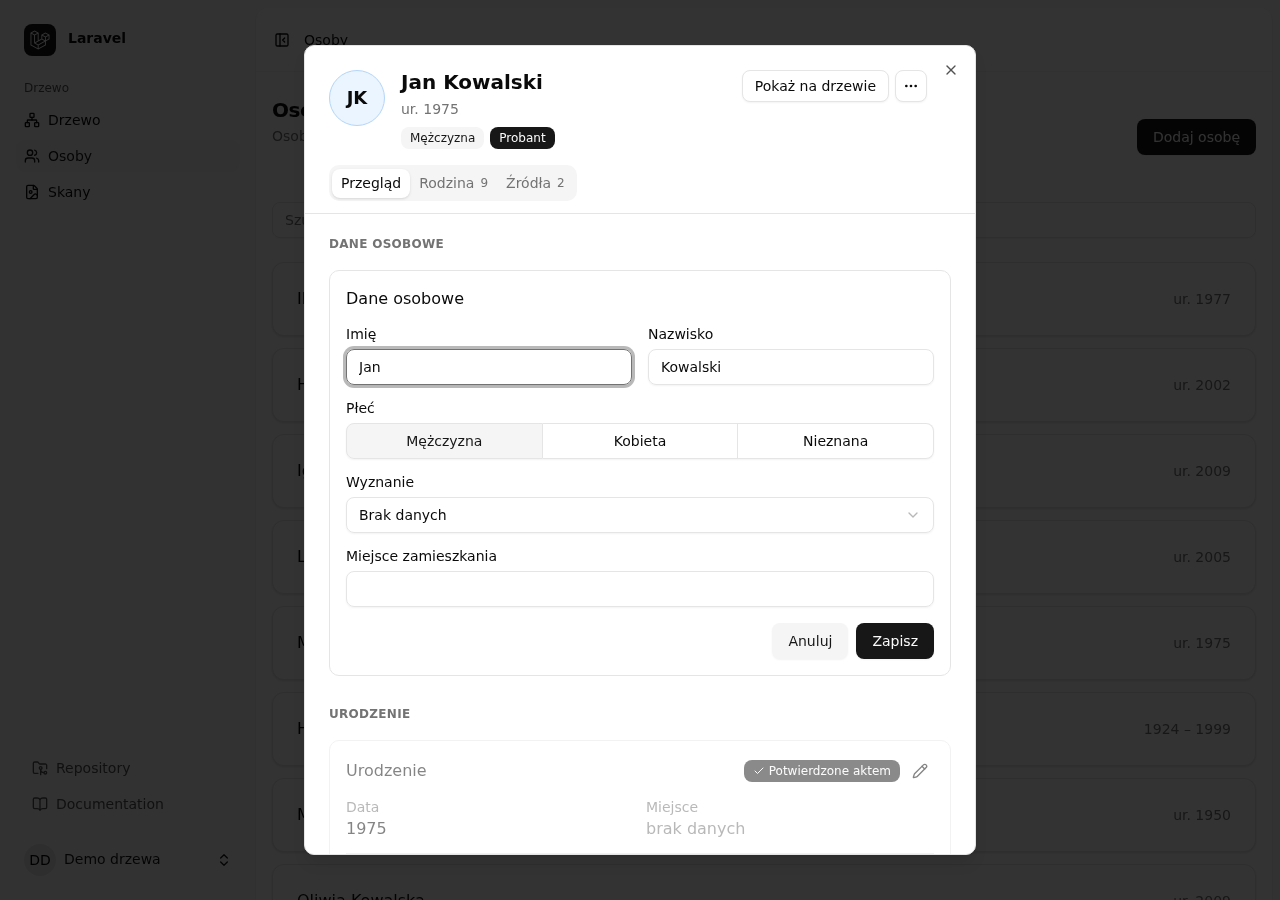 Laravel
Osoby
Drzewo
Drzewo
Osoby
Skany
Dodaj osobę
JK
Jan Kowalski
ur. 1975
Mężczyzna
Probant
Pokaż na drzewie
Przegląd
Rodzina 9
Źródła 2
DANE OSOBOWE
Dane osobowe
Imię
Nazwisko
Jan
Kowalski
Płeć
Mężczyzna
Kobieta
Nieznana
Wyznanie
Brak danych
Miejsce zamieszkania
Anuluj
Zapisz
URODZENIE
Urodzenie
Potwierdzone aktem
Data
Miejsce
1975
brak danych
ur. 1977
ur. 2002
ur. 2009
ur. 2005
ur. 1975
1924 – 1999
ur. 1950
Repository
Documentation
DD
Demo drzewa